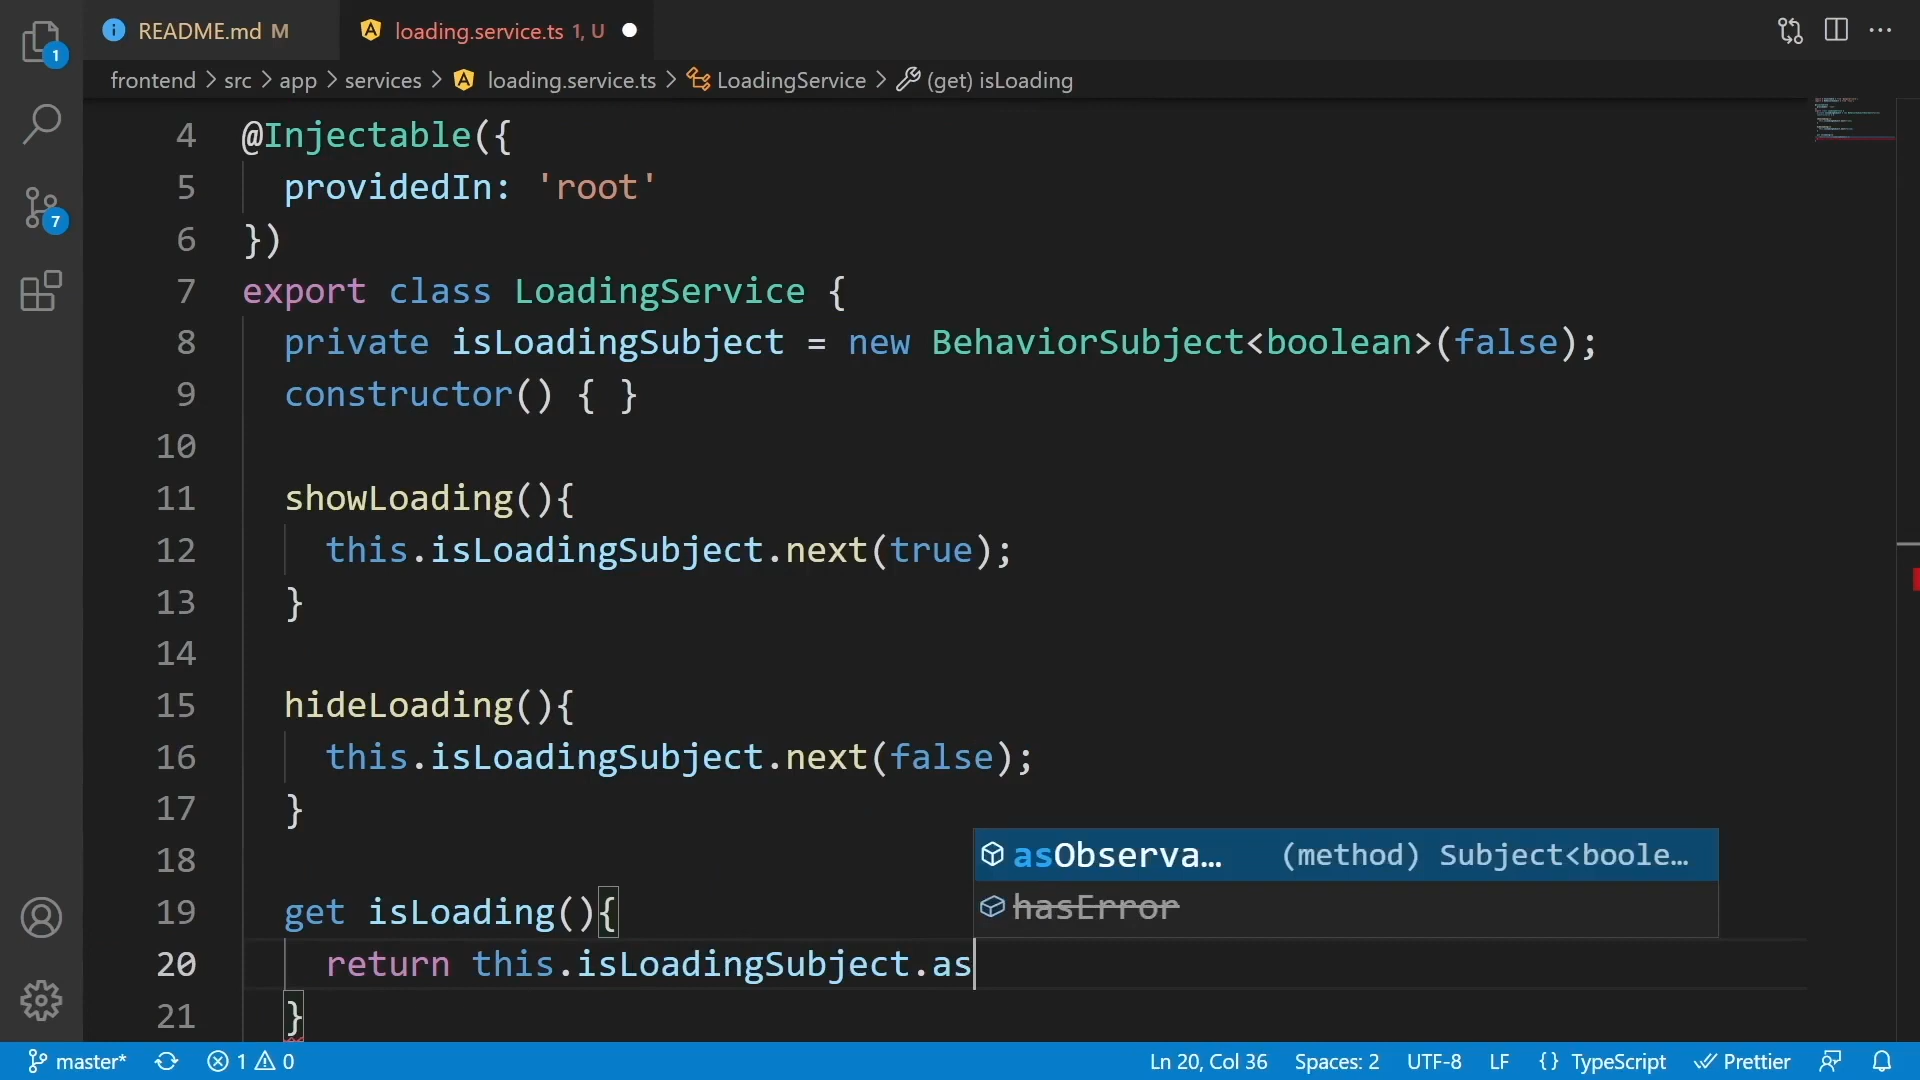 README.md M
loading.service.ts 1, U
1
frontend > src > app > services > loading.service.ts > LoadingService > (get) isLoading
4 @Injectable({
5 providedIn: 'root'
6 })
7 export class LoadingService {
8 private isLoadingSubject = new BehaviorSubject<boolean>(false);
9 constructor() { }
10
11 showLoading(){
12 this.isLoadingSubject.next(true);
13 }
14
15 hideLoading(){
16 this.isLoadingSubject.next(false);
17 }
18
19 get isLoading(){
20 return this.isLoadingSubject.as
21 }
7
asObserva… (method) Subject<boole…
hasError
master* 1 0 Ln 20, Col 36 Spaces: 2 UTF-8 LF {} TypeScript Prettier